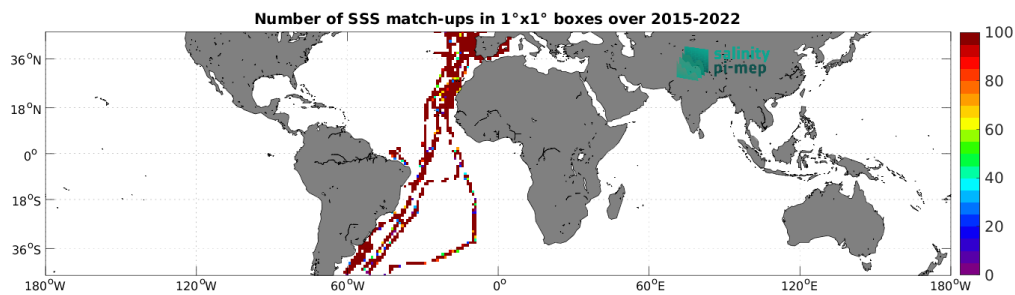 Number of SSS match-ups in 1°x1° boxes over 2015-2022
salinity
pi-mep
36°N
18°N
0°
18°S
36°S
180°W 120°W 60°W 0° 60°E 120°E 180°W
100
80
60
40
20
0